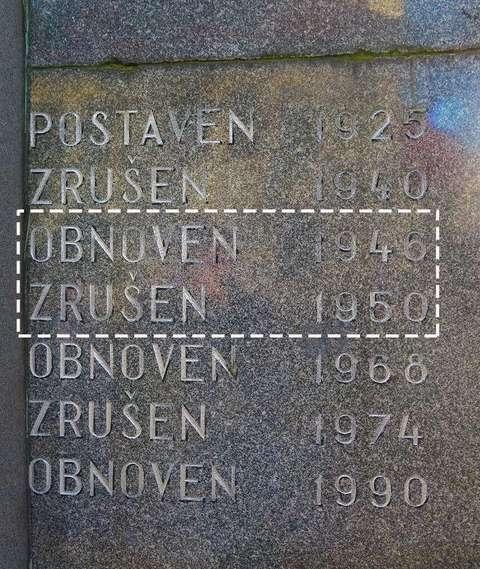 POSTAVEN 1925
ZRUŠEN 1940
OBNOVEN 1946
ZRUŠEN 1950
OBNOVEN 1968
ZRUŠEN 1974
OBNOVEN 1990